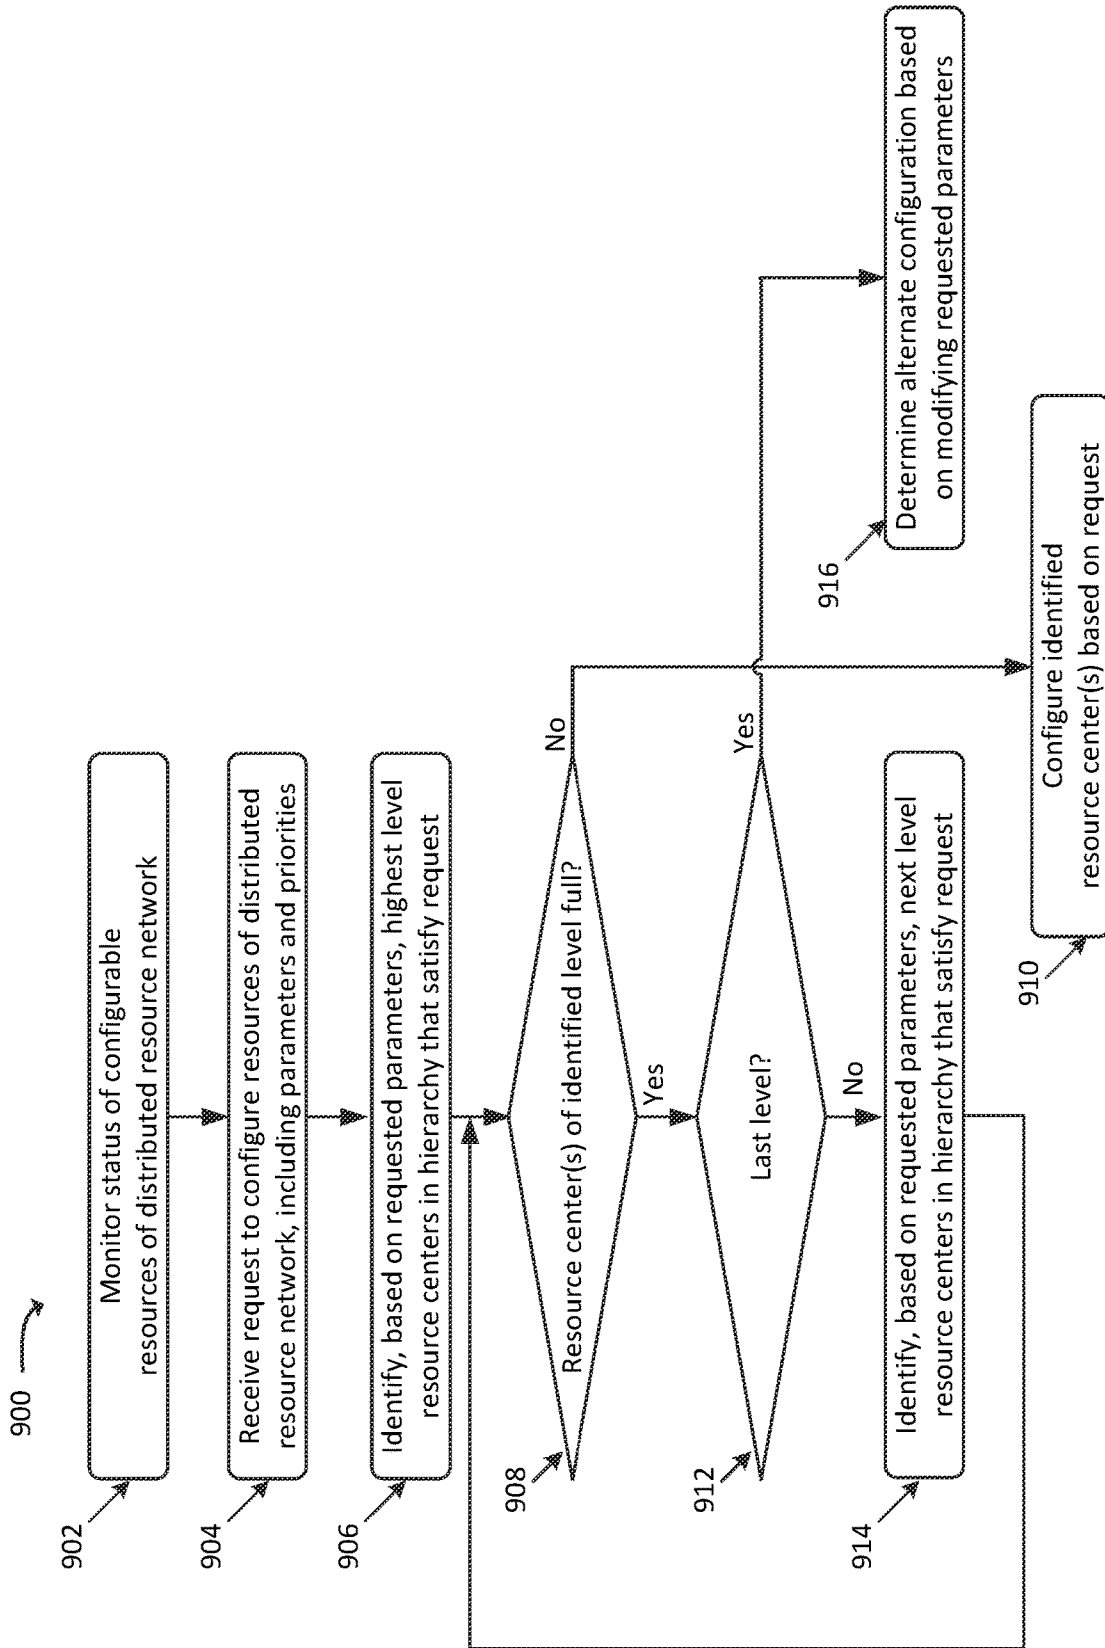 900
902
Monitor status of configurable
resources of distributed resource network
904
Receive request to configure resources of distributed
resource network, including parameters and priorities
906
Identify, based on requested parameters, highest level
resource centers in hierarchy that satisfy request
908
Resource center(s) of identified level full?
No
Yes
912
Last level?
Yes
No
914
Identify, based on requested parameters, next level
resource centers in hierarchy that satisfy request
916
Determine alternate configuration based
on modifying requested parameters
910
Configure identified
resource center(s) based on request